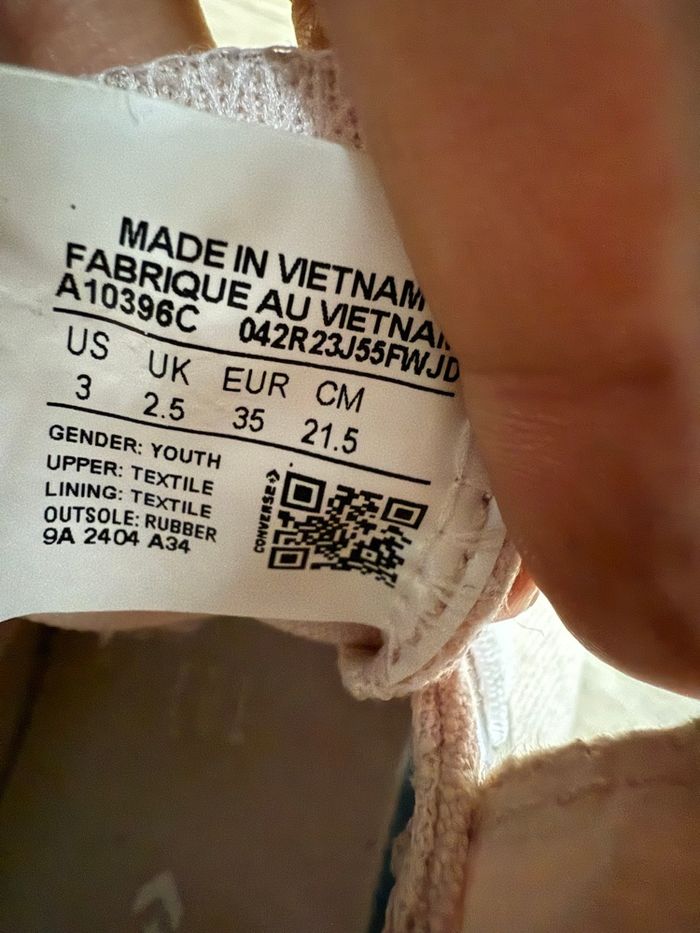 MADE IN VIETNAM
FABRIQUE AU VIETNAM
A10396C 042R23J55FWJD
US UK EUR CM
3 2.5 35 21.5
GENDER: YOUTH
UPPER: TEXTILE
LINING: TEXTILE
OUTSOLE: RUBBER
9A 2404 A34
CONVERSE